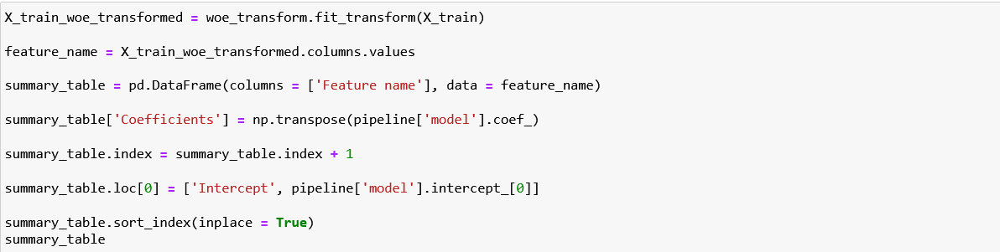 X_train_woe_transformed = woe_transform.fit_transform(X_train)
feature_name = X_train_woe_transformed.columns.values
summary_table = pd.DataFrame(columns = ['Feature name'], data = feature_name)
summary_table['Coefficients'] = np.transpose(pipeline['model'].coef_)
summary_table.index = summary_table.index + 1
summary_table.loc[0] = ['Intercept', pipeline['model'].intercept_[0]]
summary_table.sort_index(inplace = True)
summary_table